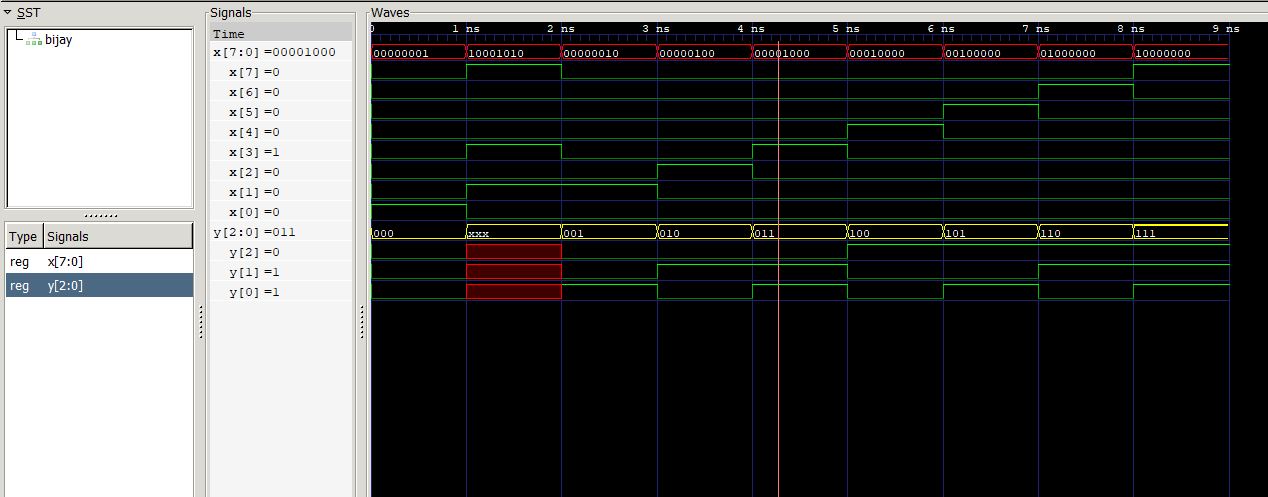 SST
bijay
Type Signals
reg x[7:0]
reg y[2:0]
Signals
Time
x[7:0] =00001000
x[7] =0
x[6] =0
x[5] =0
x[4] =0
x[3] =1
x[2] =0
x[1] =0
x[0] =0
y[2:0] =011
y[2] =0
y[1] =1
y[0] =1
Waves
0 1 ns 2 ns 3 ns 4 ns 5 ns 6 ns 7 ns 8 ns 9 ns
00000001 10001010 00000010 00000100 00001000 00010000 00100000 01000000 10000000
000 xxx 001 010 011 100 101 110 111